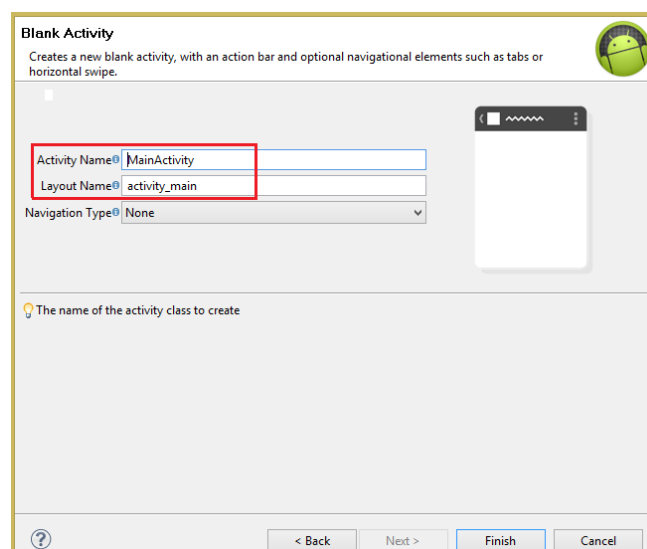 Blank Activity
Creates a new blank activity, with an action bar and optional navigational elements such as tabs or
horizontal swipe.
Activity Name MainActivity
Layout Name activity_main
Navigation Type None
The name of the activity class to create
? < Back Next > Finish Cancel